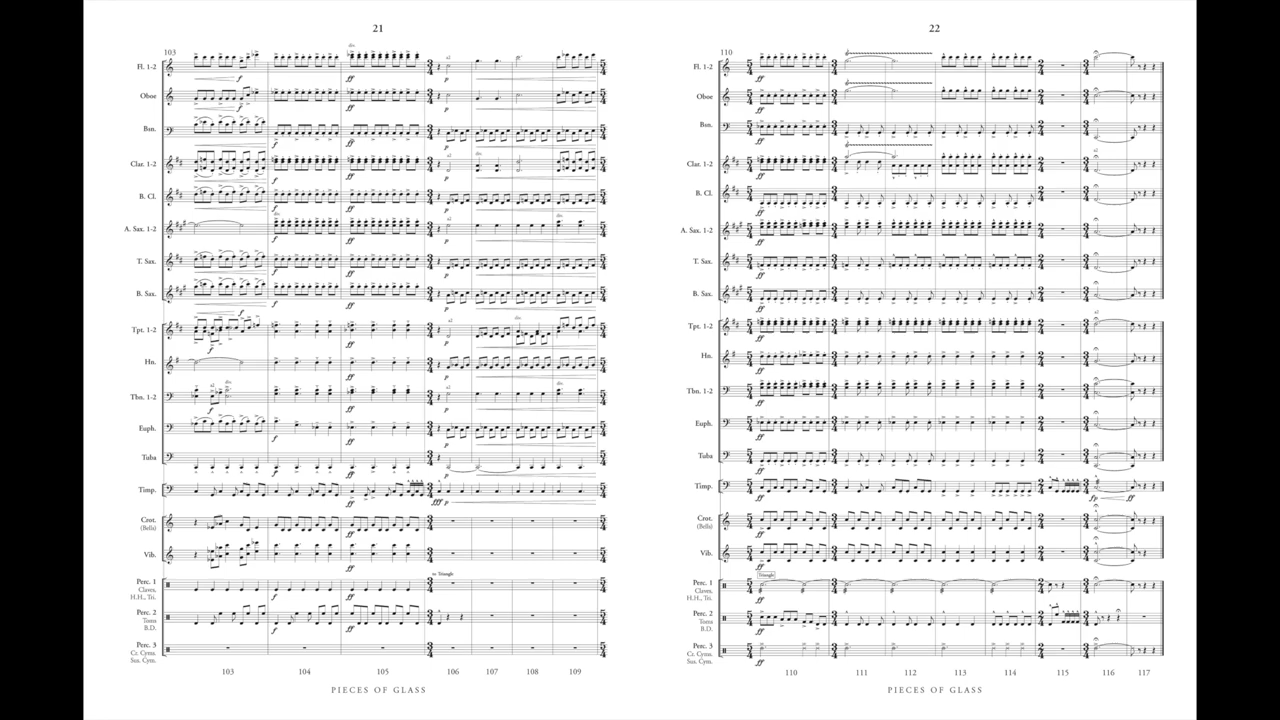 21
103
Fl. 1-2
Oboe
Bsn.
Clar. 1-2
B. Cl.
A. Sax. 1-2
T. Sax.
B. Sax.
Tpt. 1-2
Hn.
Tbn. 1-2
Euph.
Tuba
Timp.
Crot.
(Bells)
Vib.
Perc. 1
Claves,
H.H., Tri.
Perc. 2
Toms
B.D.
Perc. 3
Cr. Cyms.
Sus. Cym.
to Triangle
103 104 105 106 107 108 109
PIECES OF GLASS
22
110
Fl. 1-2
Oboe
Bsn.
Clar. 1-2
B. Cl.
A. Sax. 1-2
T. Sax.
B. Sax.
Tpt. 1-2
Hn.
Tbn. 1-2
Euph.
Tuba
Timp.
Crot.
(Bells)
Vib.
Triangle
Perc. 1
Claves,
H.H., Tri.
Perc. 2
Toms
B.D.
Perc. 3
Cr. Cyms.
Sus. Cym.
110 111 112 113 114 115 116 117
PIECES OF GLASS